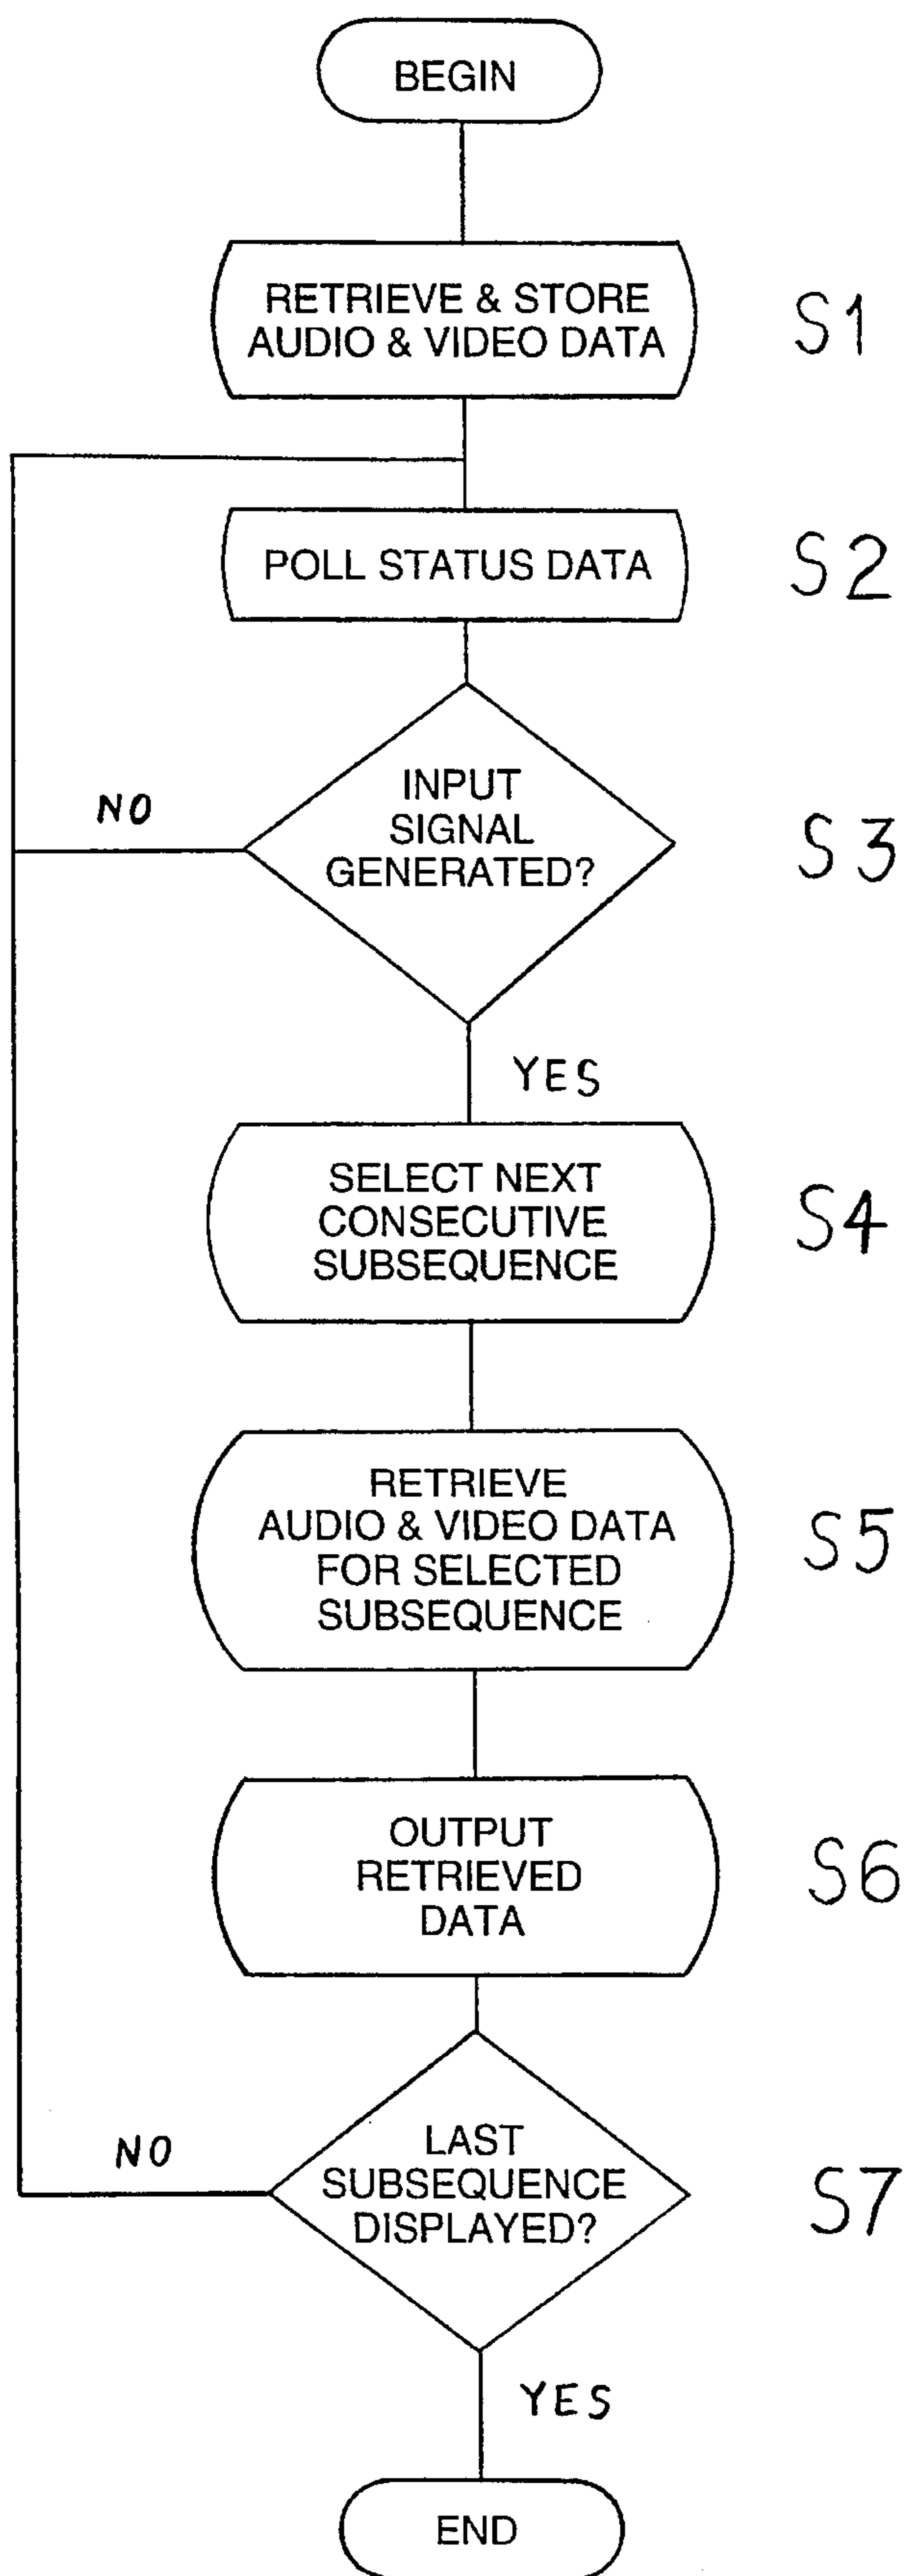 BEGIN
RETRIEVE & STORE
AUDIO & VIDEO DATA
S1
POLL STATUS DATA
S2
INPUT
SIGNAL
GENERATED?
S3
NO
YES
SELECT NEXT
CONSECUTIVE
SUBSEQUENCE
S4
RETRIEVE
AUDIO & VIDEO DATA
FOR SELECTED
SUBSEQUENCE
S5
OUTPUT
RETRIEVED
DATA
S6
LAST
SUBSEQUENCE
DISPLAYED?
S7
NO
YES
END